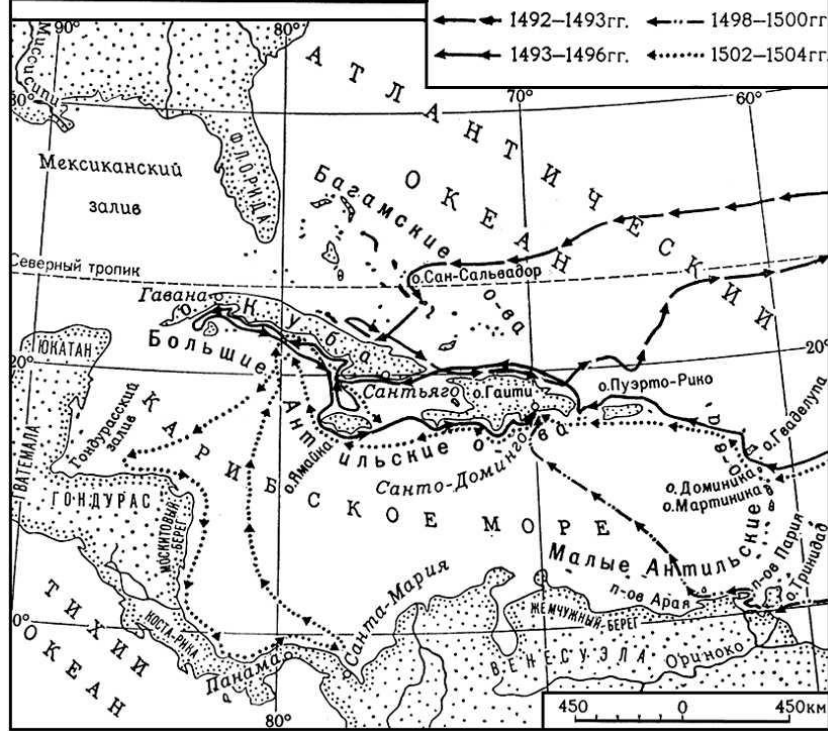 1492–1493гг.
1498–1500гг
1493–1496гг.
1502–1504гг.
90°
80°
70°
60°
30°
Миссисипи
АТЛАНТИЧЕСКИЙ
ОКЕАН
ФЛОРИДА
Мексиканский
залив
Багамские
о-ва
Северный тропик
о.Сан-Сальвадор
Гавана
Куба
Большие
Антильские о-ва
ЮКАТАН
20°
20°
Сантьяго
о.Гаити
о.Пуэрто-Рико
о.Гваделупа
Гондурасский
залив
КАРИБСКОЕ МОРЕ
о.Ямайка
Санто-Доминго
о.Доминика
о.Мартиника
ГВАТЕМАЛА
ГОНДУРАС
МОСКИТОВЫЙ БЕРЕГ
Малые Антильские
о-ва
п-ов Пария
о.Тринидад
п-ов Арая
ЖЕМЧУЖНЫЙ БЕРЕГ
ТИХИЙ
ОКЕАН
0°
КОСТА-РИКА
Санта-Мария
Панама
ВЕНЕСУЭЛА
Ориноко
80°
450 0 450км